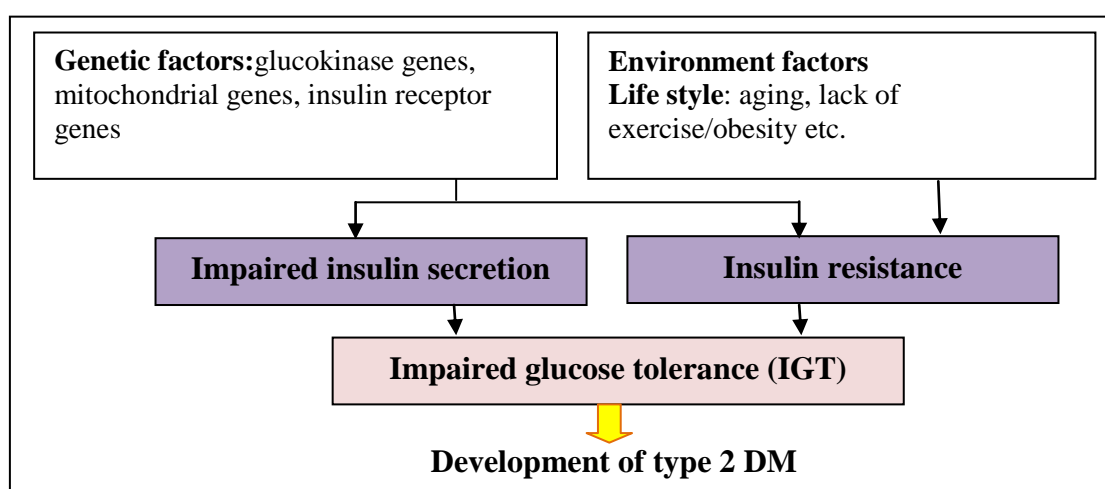 Genetic factors:glucokinase genes,
mitochondrial genes, insulin receptor
genes
Environment factors
Life style: aging, lack of
exercise/obesity etc.
Impaired insulin secretion
Insulin resistance
Impaired glucose tolerance (IGT)
Development of type 2 DM